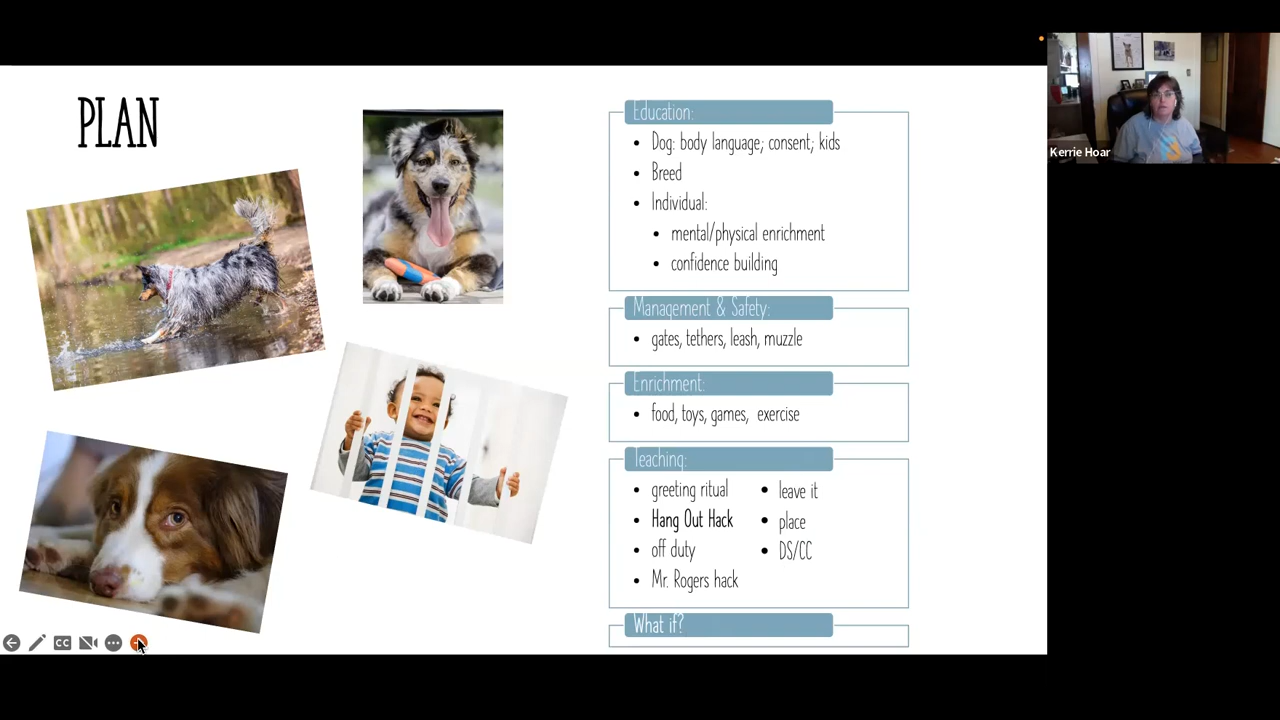 PLAN
Education:
Dog: body language; consent; kids
Breed
Individual:
mental/physical enrichment
confidence building
Management & Safety:
gates, tethers, leash, muzzle
Enrichment:
food, toys, games, exercise
Teaching:
greeting ritual
Hang Out Hack
off duty
Mr. Rogers hack
leave it
place
DS/CC
What if?
CC
Kerrie Hoar